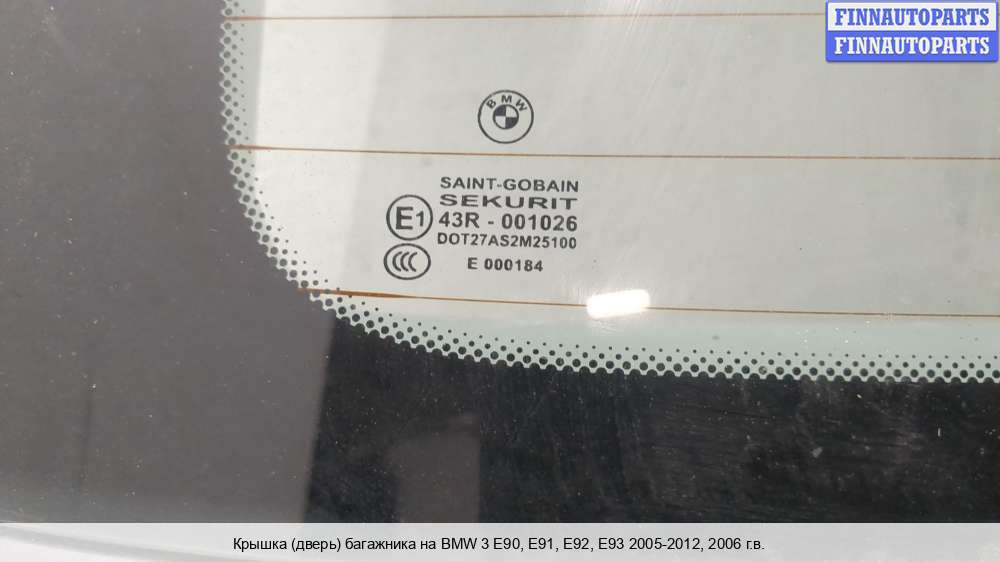 FINNAUTOPARTS
FINNAUTOPARTS
BMW
SAINT-GOBAIN
SEKURIT
E1 43R - 001026
DOT27AS2M25100
CCC E 000184
Крышка (дверь) багажника на BMW 3 E90, E91, E92, E93 2005-2012, 2006 г.в.